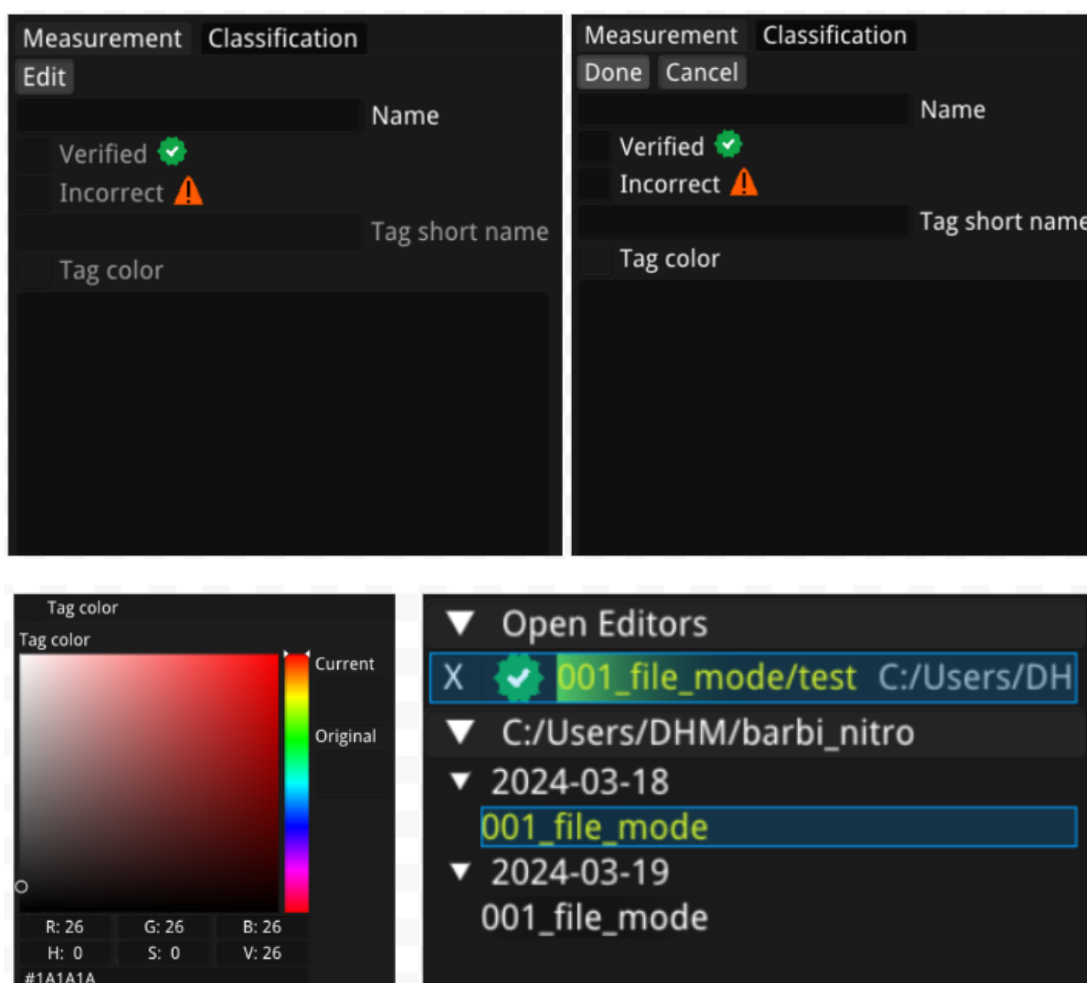 Measurement Classification
Edit
Name
Verified
Incorrect
Tag short name
Tag color
Measurement Classification
Done Cancel
Name
Verified
Incorrect
Tag short name
Tag color
Tag color
Tag color
Current
Original
R: 26 G: 26 B: 26
H: 0 S: 0 V: 26
#1A1A1A
Open Editors
X 001_file_mode/test C:/Users/DH
C:/Users/DHM/barbi_nitro
2024-03-18
001_file_mode
2024-03-19
001_file_mode